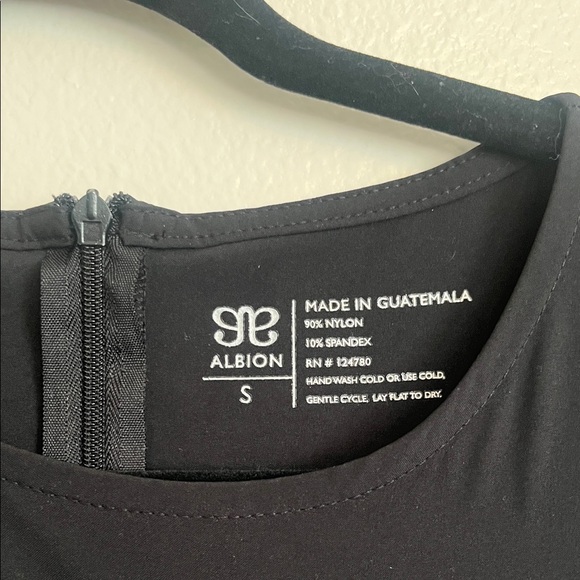 ALBION
S
MADE IN GUATEMALA
90% NYLON
10% SPANDEX
RN # 124780
HAND WASH COLD OR USE COLD,
GENTLE CYCLE, LAY FLAT TO DRY.